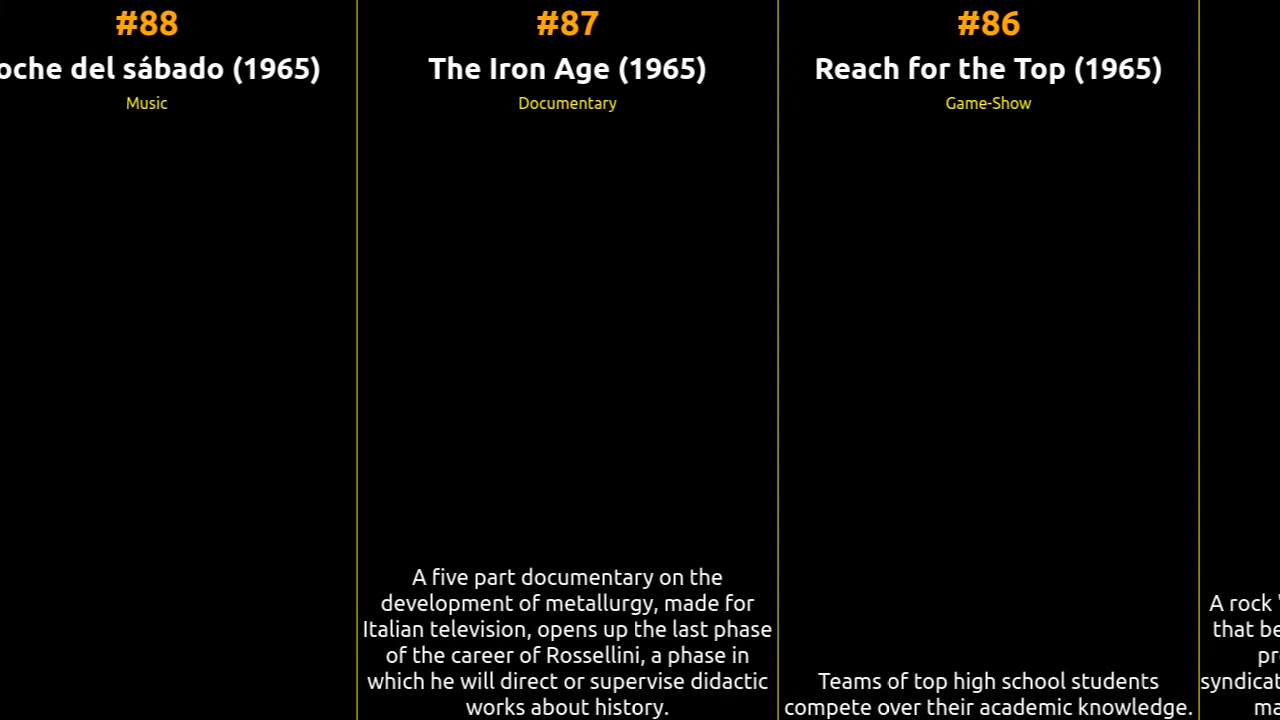 #88
oche del sábado (1965)
Music
#87
The Iron Age (1965)
Documentary
A five part documentary on the
development of metallurgy, made for
Italian television, opens up the last phase
of the career of Rossellini, a phase in
which he will direct or supervise didactic
works about history.
#86
Reach for the Top (1965)
Game-Show
Teams of top high school students
compete over their academic knowledge.
A rock
that be
pr
syndicat
ma